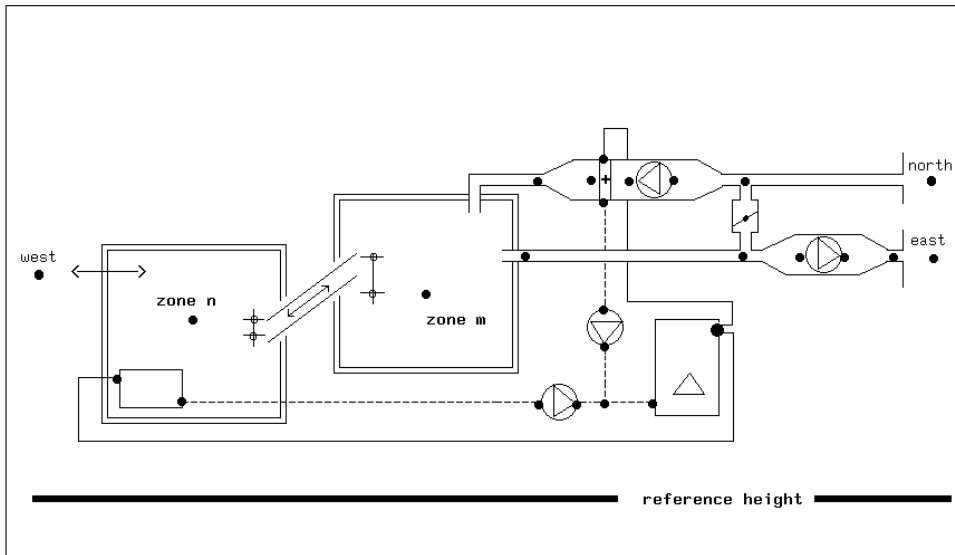 north
east
west
zone n
zone m
reference height